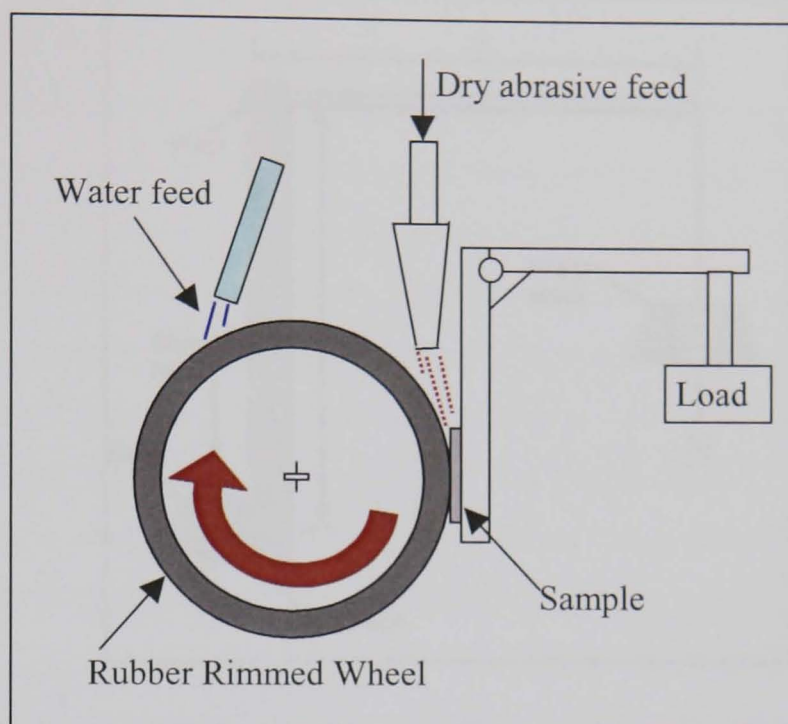 Dry abrasive feed
Water feed
Load
Sample
Rubber Rimmed Wheel